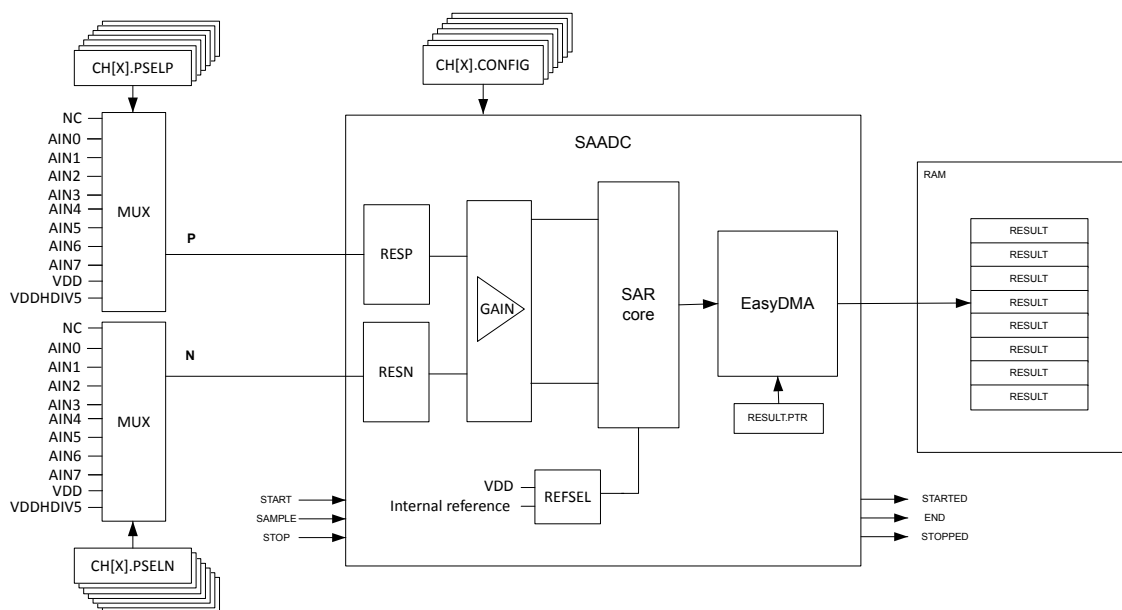 CH[X].PSELP
CH[X].CONFIG
NC
AIN0
AIN1
AIN2
AIN3
AIN4
AIN5
AIN6
AIN7
VDD
VDDHDIV5
MUX
P
SAADC
RAM
RESP
GAIN
SAR
core
EasyDMA
RESULT
RESULT
RESULT
RESULT
RESULT
RESULT
RESULT
RESULT
NC
AIN0
AIN1
AIN2
AIN3
AIN4
AIN5
AIN6
AIN7
VDD
VDDHDIV5
MUX
N
RESN
RESULT.PTR
VDD
Internal reference
REFSEL
START
SAMPLE
STOP
STARTED
END
STOPPED
CH[X].PSELN